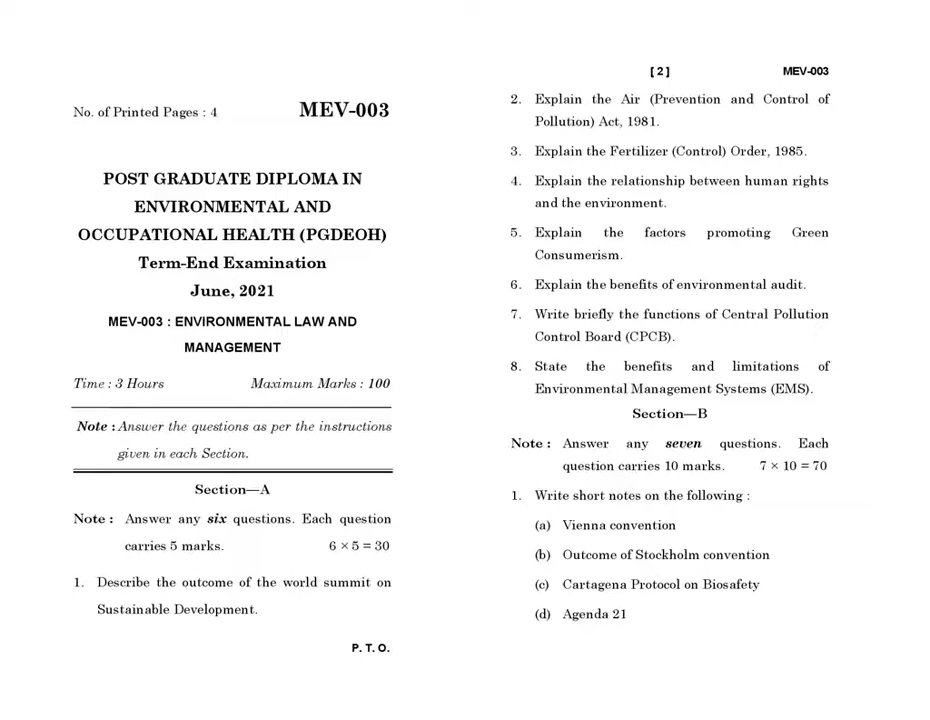 No. of Printed Pages : 4 MEV-003
POST GRADUATE DIPLOMA IN
ENVIRONMENTAL AND
OCCUPATIONAL HEALTH (PGDEOH)
Term-End Examination
June, 2021
MEV-003 : ENVIRONMENTAL LAW AND
MANAGEMENT
Time : 3 Hours Maximum Marks : 100
Note : Answer the questions as per the instructions
given in each Section.
Section—A
Note : Answer any six questions. Each question
carries 5 marks. 6 × 5 = 30
1. Describe the outcome of the world summit on
Sustainable Development.
P. T. O.
[ 2 ] MEV-003
2. Explain the Air (Prevention and Control of
Pollution) Act, 1981.
3. Explain the Fertilizer (Control) Order, 1985.
4. Explain the relationship between human rights
and the environment.
5. Explain the factors promoting Green
Consumerism.
6. Explain the benefits of environmental audit.
7. Write briefly the functions of Central Pollution
Control Board (CPCB).
8. State the benefits and limitations of
Environmental Management Systems (EMS).
Section—B
Note : Answer any seven questions. Each
question carries 10 marks. 7 × 10 = 70
1. Write short notes on the following :
(a) Vienna convention
(b) Outcome of Stockholm convention
(c) Cartagena Protocol on Biosafety
(d) Agenda 21